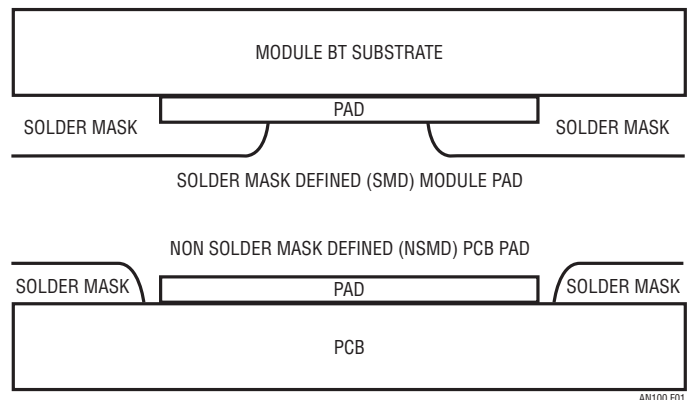 MODULE BT SUBSTRATE
PAD
SOLDER MASK
SOLDER MASK
SOLDER MASK DEFINED (SMD) MODULE PAD
NON SOLDER MASK DEFINED (NSMD) PCB PAD
SOLDER MASK
PAD
SOLDER MASK
PCB
AN100 F01